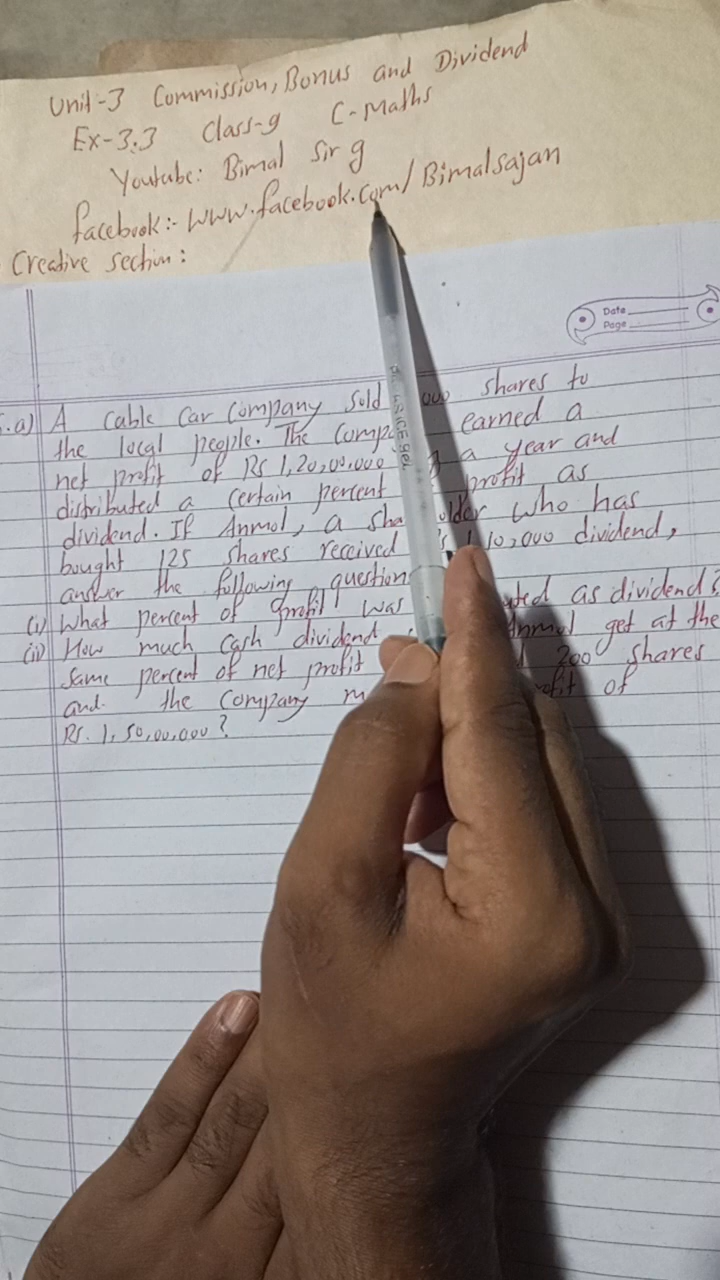 Unit-3 Commission, Bonus and Dividend
Ex-3.3 Class-9 C-Maths
Youtube: Bimal Sir g
facebook:- www.facebook.com/Bimalsajan
Creative section:
Date
Page
.a) A cable Car Company sold 000 shares to
the local people. The Comp earned a
net profit of Rs 1,20,00,000 a year and
distributed a certain percent profit as
dividend. If Anmol, a sha older who has
bought 125 shares received 1,10,000 dividend,
answer the following question
(i) What percent of profit was uted as dividend?
(ii) How much cash dividend Anmol get at the
same percent of net profit 200 shares
and the Company m ofit of
Rs. 1,50,00,000?